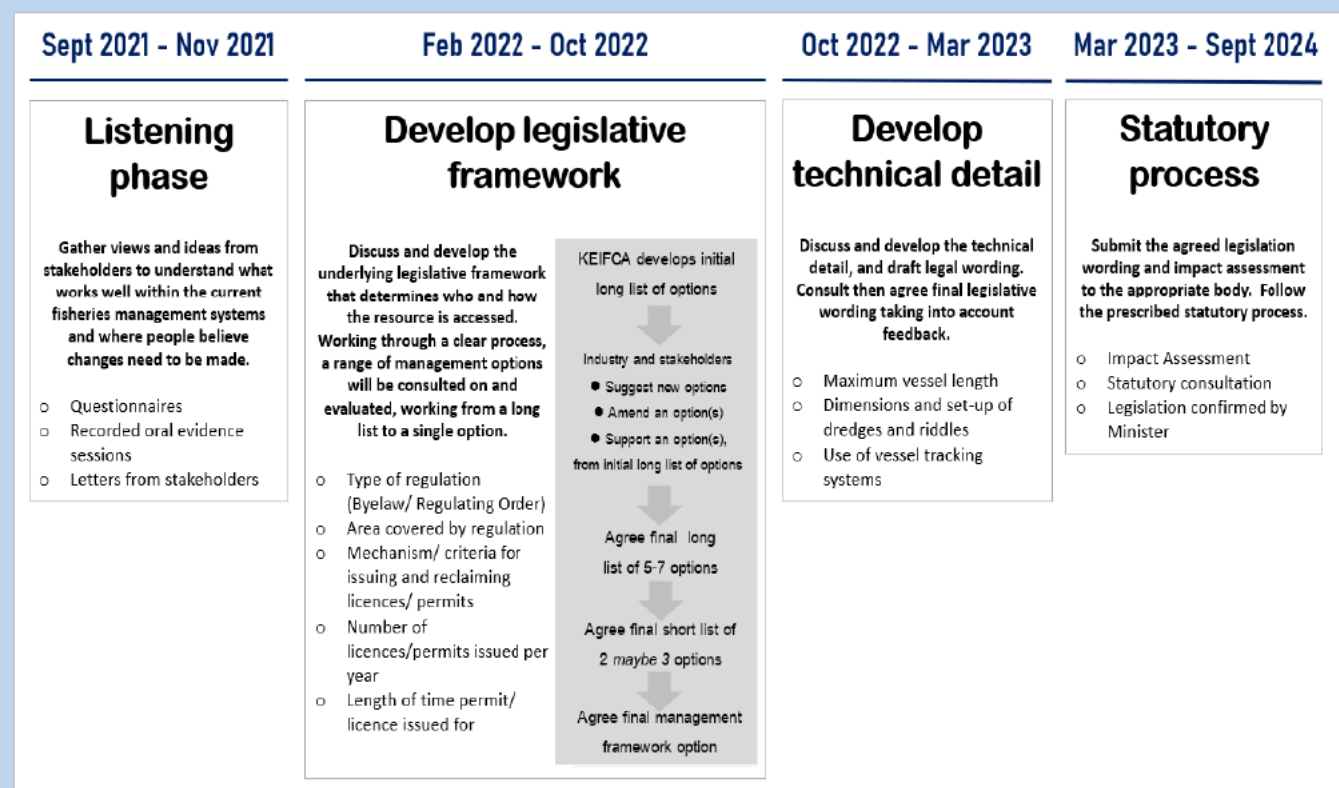 Sept 2021 - Nov 2021
Feb 2022 - Oct 2022
Oct 2022 - Mar 2023
Mar 2023 - Sept 2024
Listening
phase
Gather views and ideas from
stakeholders to understand what
works well within the current
fisheries management systems
and where people believe
changes need to be made.
o Questionnaires
o Recorded oral evidence
sessions
o Letters from stakeholders
Develop legislative
framework
Discuss and develop the
underlying legislative framework
that determines who and how
the resource is accessed.
Working through a clear process,
a range of management options
will be consulted on and
evaluated, working from a long
list to a single option.
o Type of regulation
(Byelaw/ Regulating Order)
o Area covered by regulation
o Mechanism/ criteria for
issuing and reclaiming
licences/ permits
o Number of
licences/permits issued per
year
o Length of time permit/
licence issued for
KEIFCA develops initial
long list of options
Industry and stakeholders
● Suggest new options
● Amend an option(s)
● Support an option(s),
from initial long list of options
Agree final long
list of 5-7 options
Agree final short list of
2 maybe 3 options
Agree final management
framework option
Develop
technical detail
Discuss and develop the technical
detail, and draft legal wording.
Consult then agree final legislative
wording taking into account
feedback.
o Maximum vessel length
o Dimensions and set-up of
dredges and riddles
o Use of vessel tracking
systems
Statutory
process
Submit the agreed legislation
wording and impact assessment
to the appropriate body. Follow
the prescribed statutory process.
o Impact Assessment
o Statutory consultation
o Legislation confirmed by
Minister